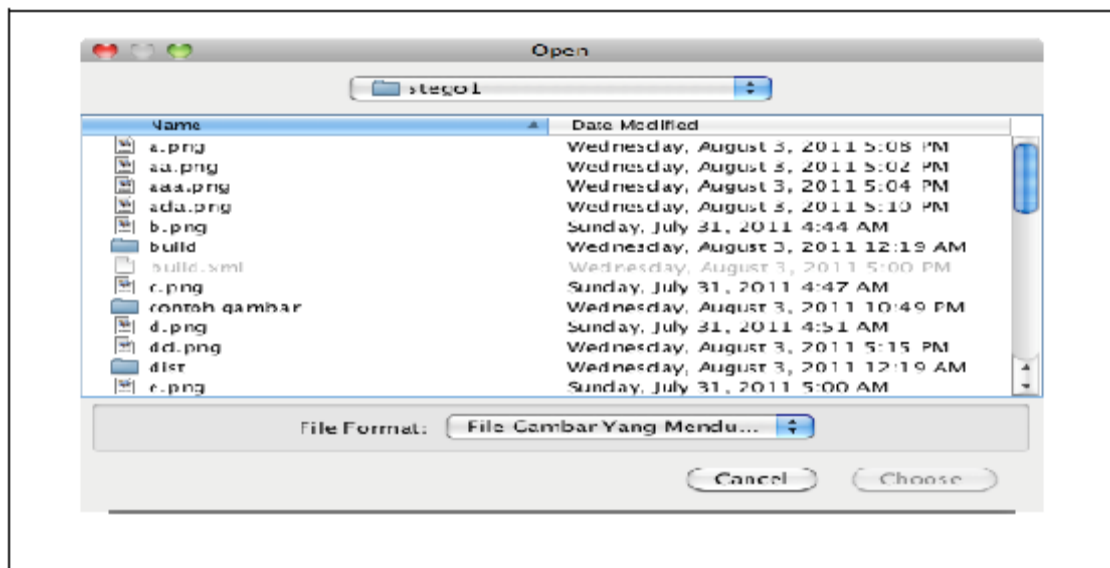 Open
stego1
Name Date Modified
a.png Wednesday, August 3, 2011 5:08 PM
aa.png Wednesday, August 3, 2011 5:02 PM
aaa.png Wednesday, August 3, 2011 5:04 PM
ada.png Wednesday, August 3, 2011 5:10 PM
b.png Sunday, July 31, 2011 4:44 AM
build Wednesday, August 3, 2011 12:19 AM
build.xml Wednesday, August 3, 2011 5:00 PM
c.png Sunday, July 31, 2011 4:47 AM
contoh gambar Wednesday, August 3, 2011 10:49 PM
d.png Sunday, July 31, 2011 4:51 AM
dd.png Wednesday, August 3, 2011 5:15 PM
dist Wednesday, August 3, 2011 12:19 AM
e.png Sunday, July 31, 2011 5:00 AM
File Format: File Gambar Yang Mendu...
Cancel Choose